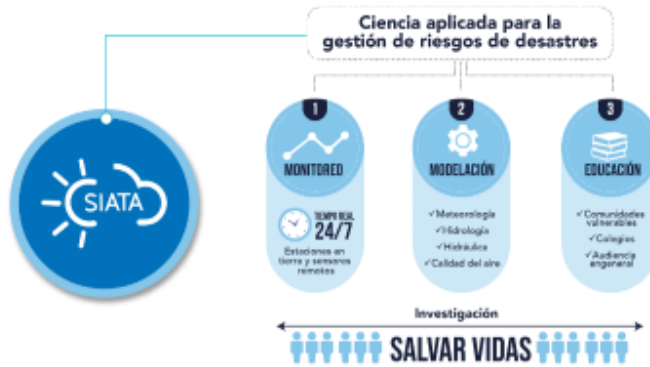 Ciencia aplicada para la
gestión de riesgos de desastres
SIATA
1
MONITOREO
TIEMPO REAL
24/7
Estaciones en
tierra y sensores
remotos
2
MODELACIÓN
✓Meteorología
✓Hidrología
✓Hidráulica
✓Calidad del aire
3
EDUCACIÓN
✓Comunidades
vulnerables
✓Colegios
✓Audiencia
engeneral
Investigación
SALVAR VIDAS